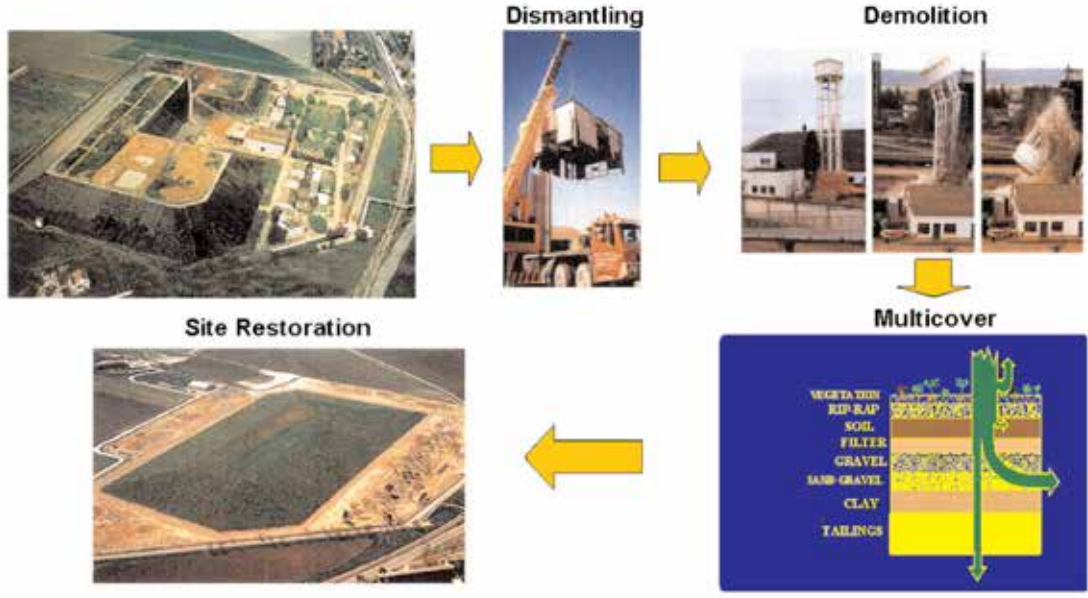 Dismantling
Demolition
Site Restoration
Multicover
VEGETATION
RIP-RAP
SOIL
FILTER
GRAVEL
SAND-GRAVEL
CLAY
TAILINGS